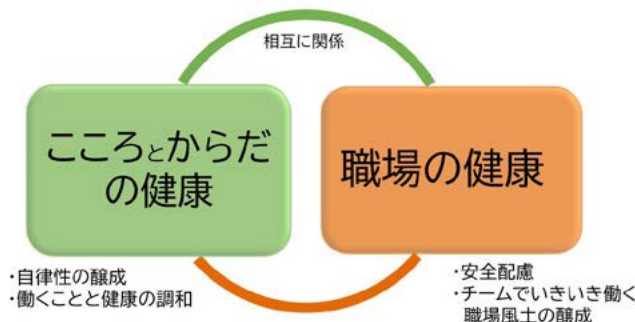 相互に関係
こころとからだ
の健康
職場の健康
・自律性の醸成
・働くことと健康の調和
・安全配慮
・チームでいきいき働く
職場風土の醸成